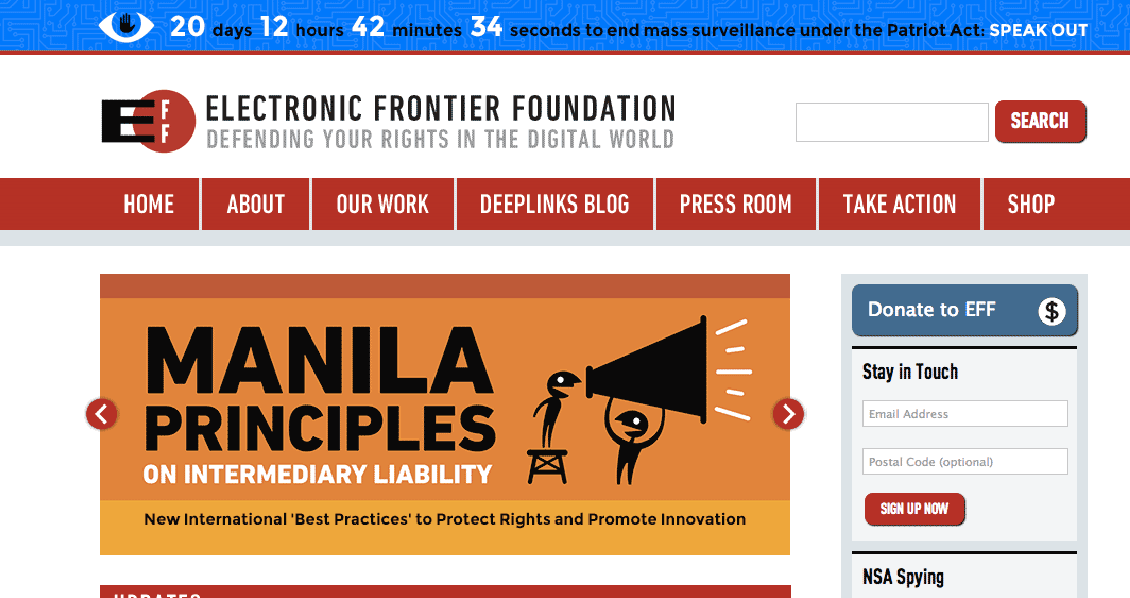 20 days 12 hours 42 minutes 34 seconds to end mass surveillance under the Patriot Act: SPEAK OUT
EFF
ELECTRONIC FRONTIER FOUNDATION
DEFENDING YOUR RIGHTS IN THE DIGITAL WORLD
SEARCH
HOME ABOUT OUR WORK DEEPLINKS BLOG PRESS ROOM TAKE ACTION SHOP
MANILA
PRINCIPLES
ON INTERMEDIARY LIABILITY
New International 'Best Practices' to Protect Rights and Promote Innovation
Donate to EFF $
Stay in Touch
Email Address
Postal Code (optional)
SIGN UP NOW
NSA Spying
UPDATES